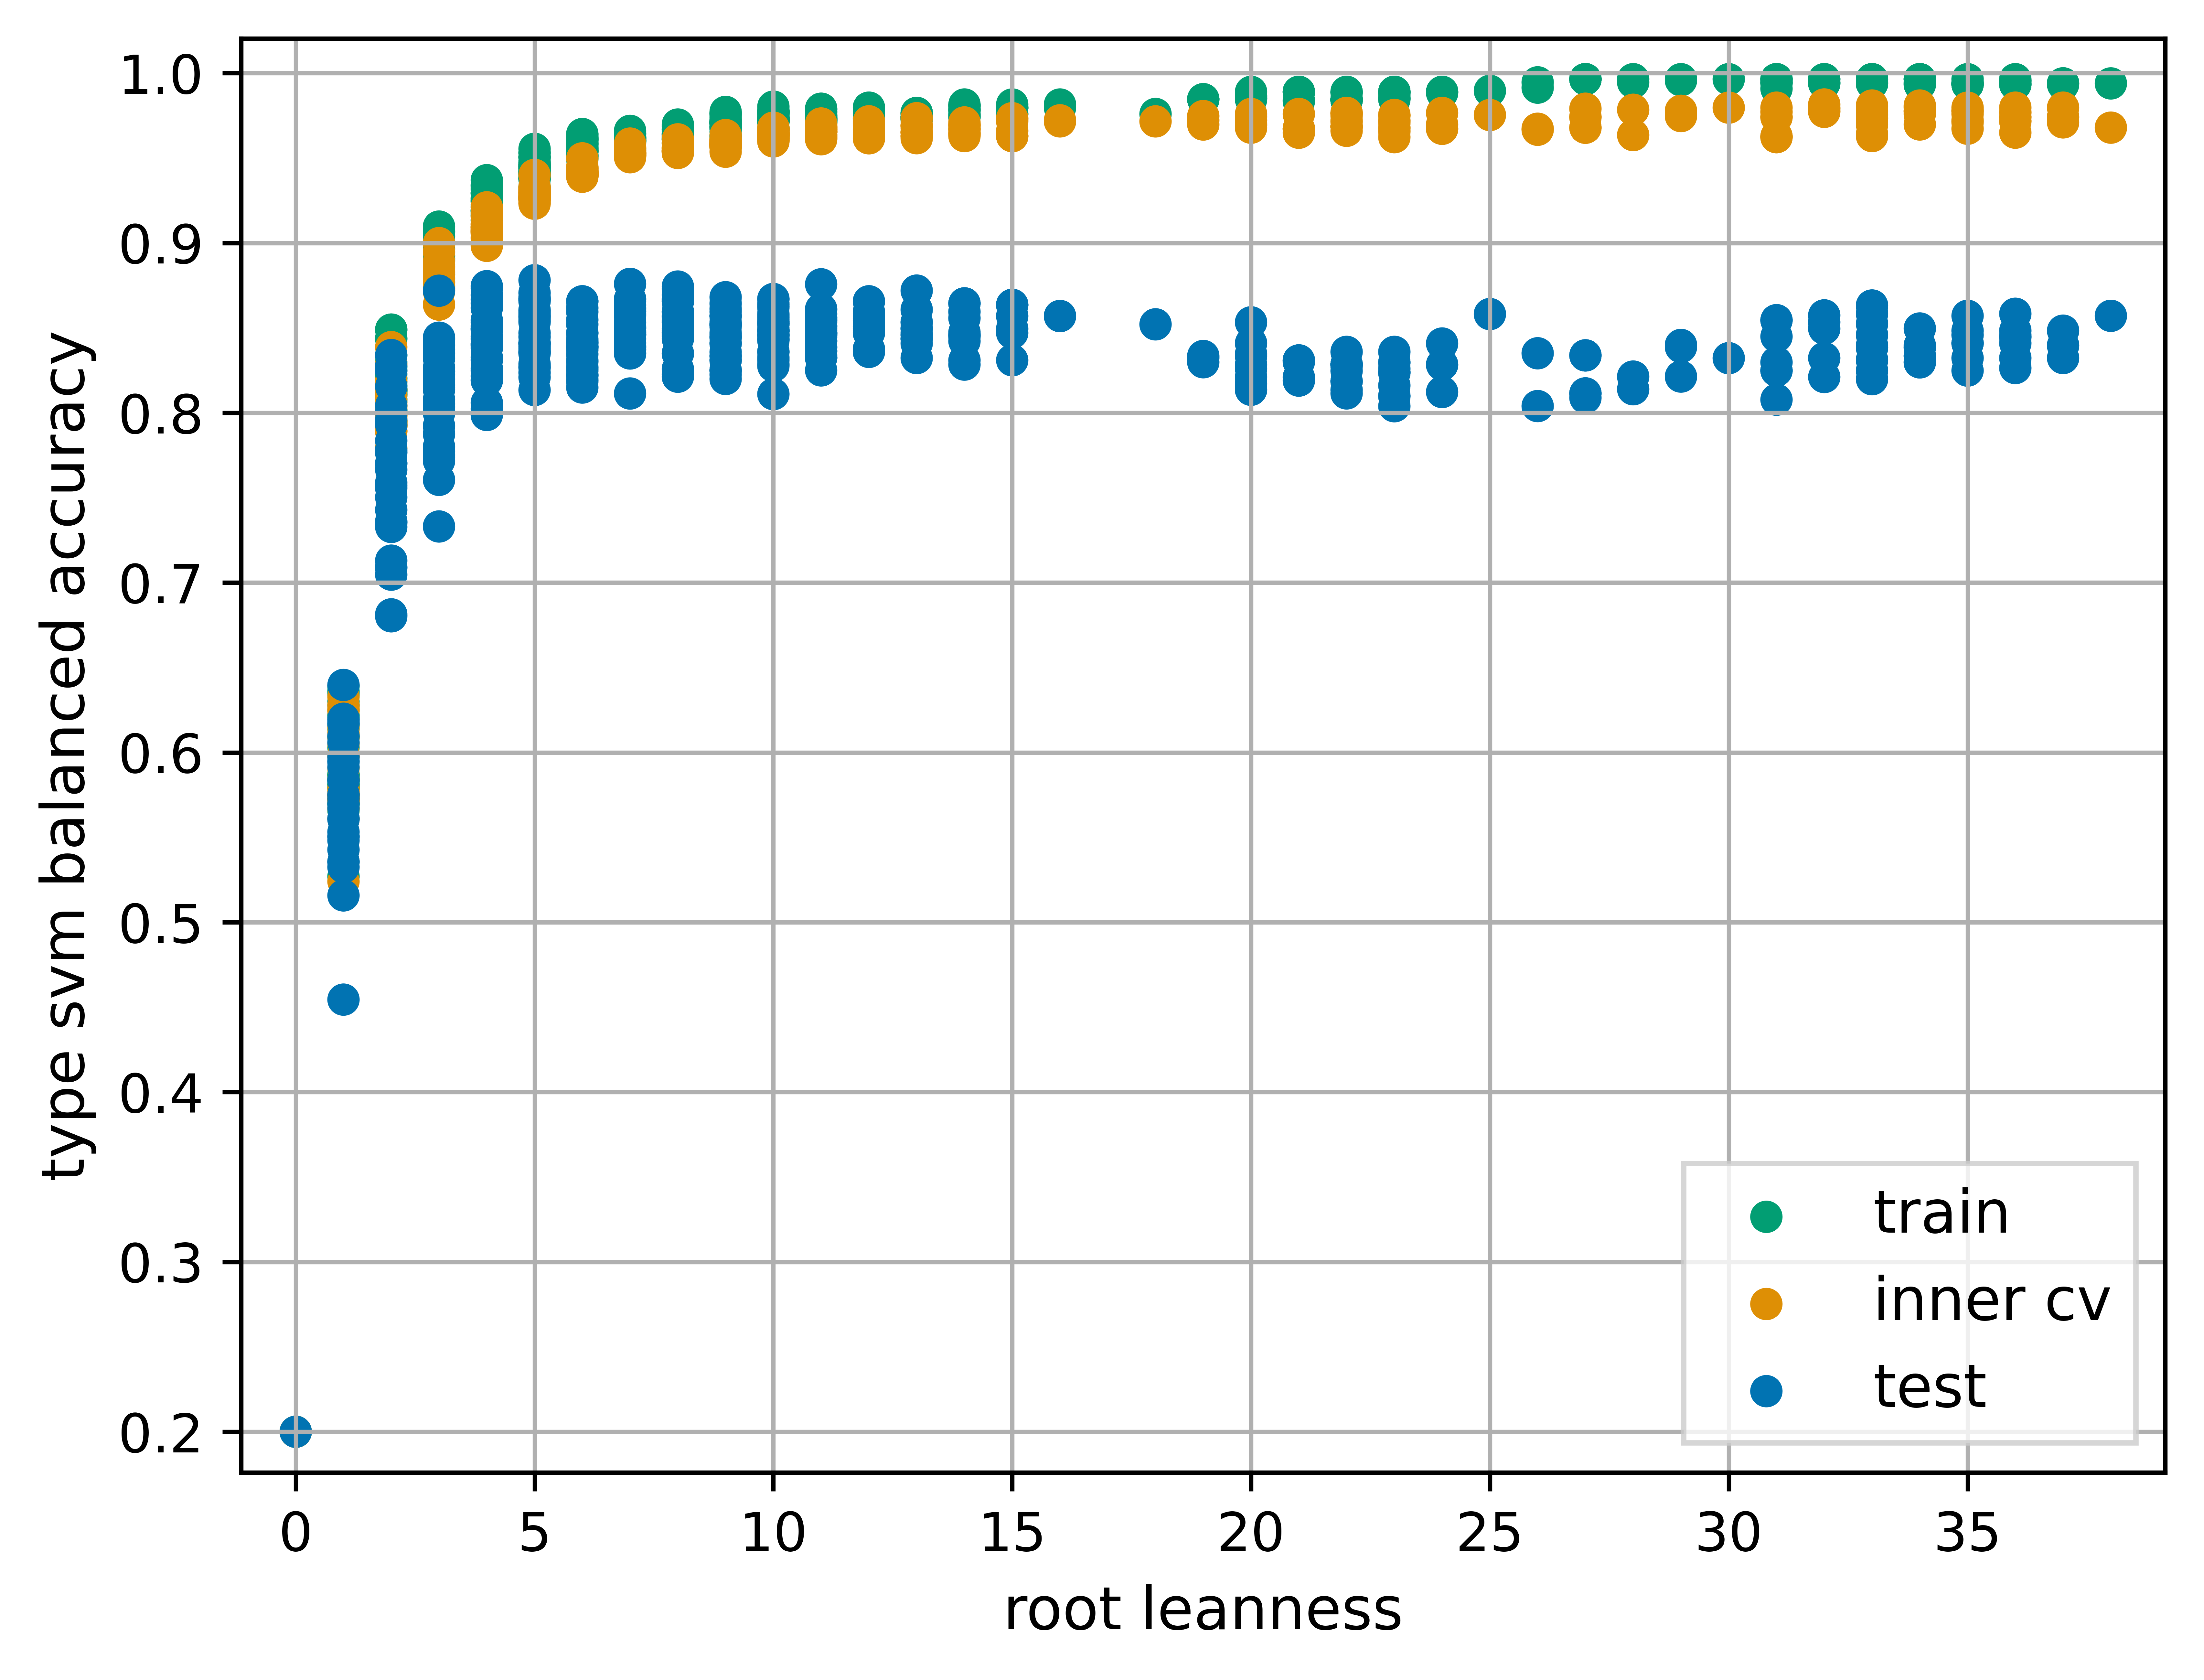 type svm balanced accuracy
1.0
0.9
0.8
0.7
0.6
0.5
0.4
0.3
0.2
train
inner cv
test
0 5 10 15 20 25 30 35
root leanness